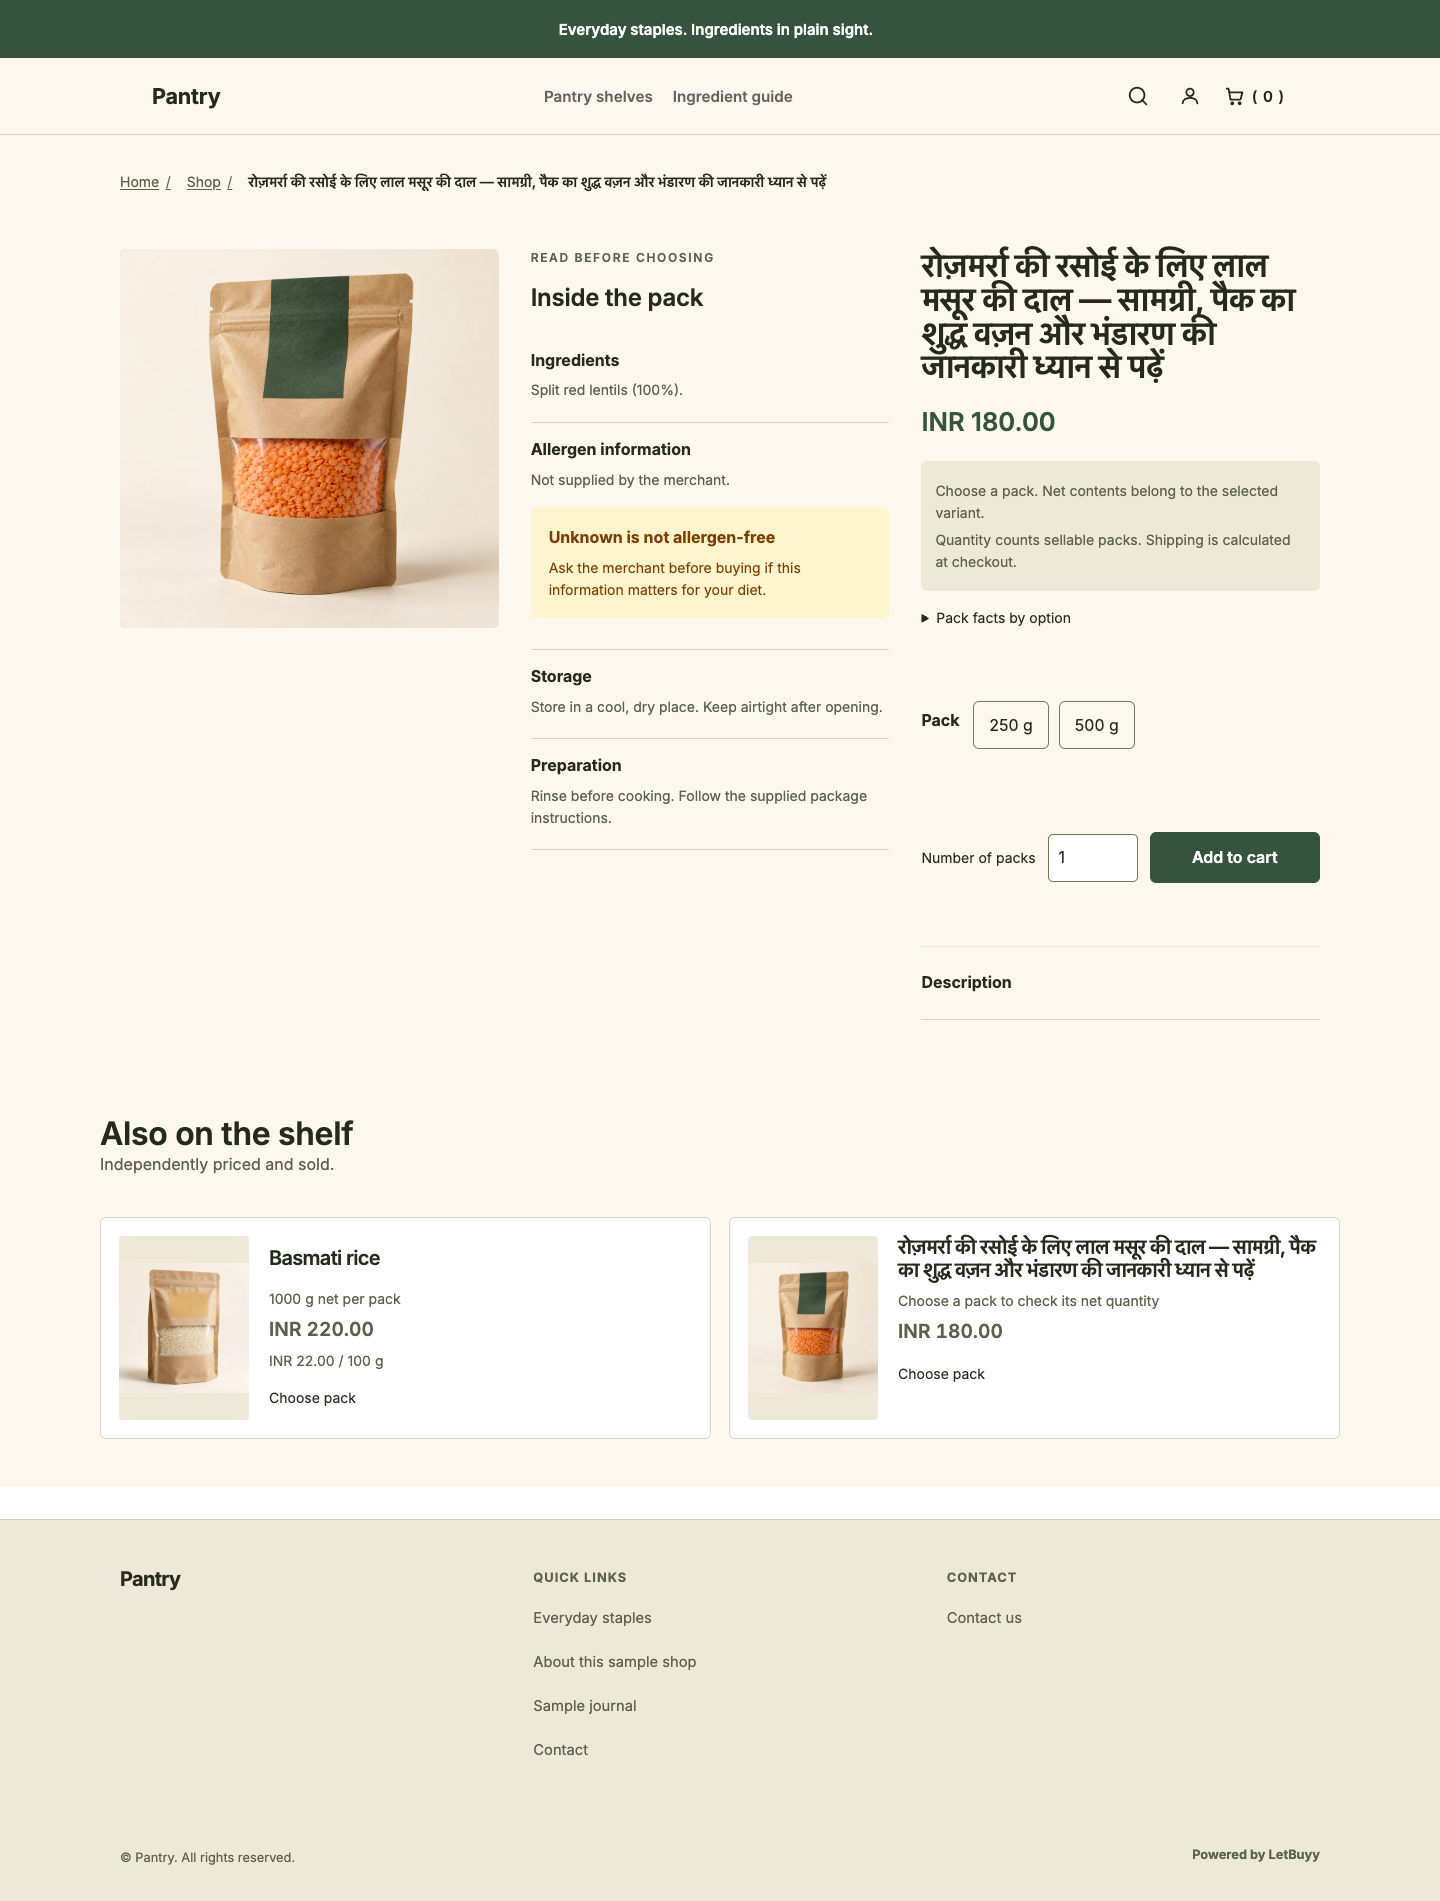 Everyday staples. Ingredients in plain sight.
Pantry
Pantry shelves
Ingredient guide
( 0 )
Home / Shop / रोज़मर्रा की रसोई के लिए लाल मसूर की दाल — सामग्री, पैक का शुद्ध वज़न और भंडारण की जानकारी ध्यान से पढ़ें
READ BEFORE CHOOSING
Inside the pack
Ingredients
Split red lentils (100%).
Allergen information
Not supplied by the merchant.
Unknown is not allergen-free
Ask the merchant before buying if this
information matters for your diet.
Storage
Store in a cool, dry place. Keep airtight after opening.
Preparation
Rinse before cooking. Follow the supplied package
instructions.
रोज़मर्रा की रसोई के लिए लाल
मसूर की दाल — सामग्री, पैक का
शुद्ध वज़न और भंडारण की
जानकारी ध्यान से पढ़ें
INR 180.00
Choose a pack. Net contents belong to the selected
variant.
Quantity counts sellable packs. Shipping is calculated
at checkout.
Pack facts by option
Pack
250 g
500 g
Number of packs
1
Add to cart
Description
Also on the shelf
Independently priced and sold.
Basmati rice
1000 g net per pack
INR 220.00
INR 22.00 / 100 g
Choose pack
रोज़मर्रा की रसोई के लिए लाल मसूर की दाल — सामग्री, पैक
का शुद्ध वज़न और भंडारण की जानकारी ध्यान से पढ़ें
Choose a pack to check its net quantity
INR 180.00
Choose pack
Pantry
QUICK LINKS
Everyday staples
About this sample shop
Sample journal
Contact
CONTACT
Contact us
© Pantry. All rights reserved.
Powered by LetBuyy